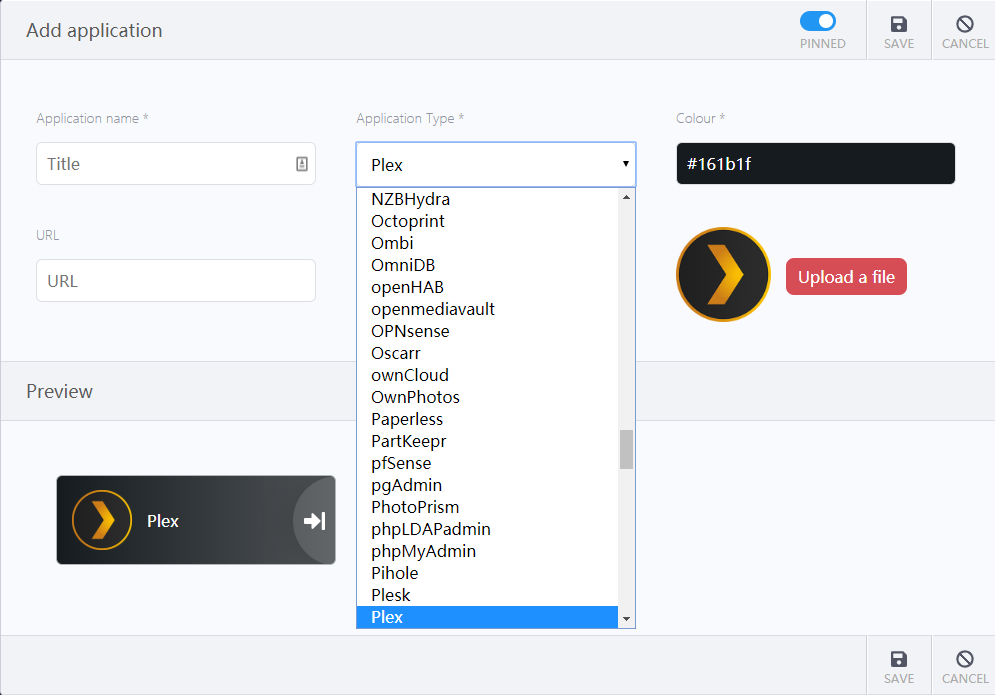 Add application
PINNED
SAVE
CANCEL
Application name *
Application Type *
Colour *
Title
Plex
#161b1f
NZBHydra
Octoprint
Ombi
OmniDB
openHAB
openmediavault
OPNsense
Oscarr
ownCloud
OwnPhotos
Paperless
PartKeepr
pfSense
pgAdmin
PhotoPrism
phpLDAPadmin
phpMyAdmin
Pihole
Plesk
Plex
URL
URL
Upload a file
Preview
Plex
SAVE
CANCEL